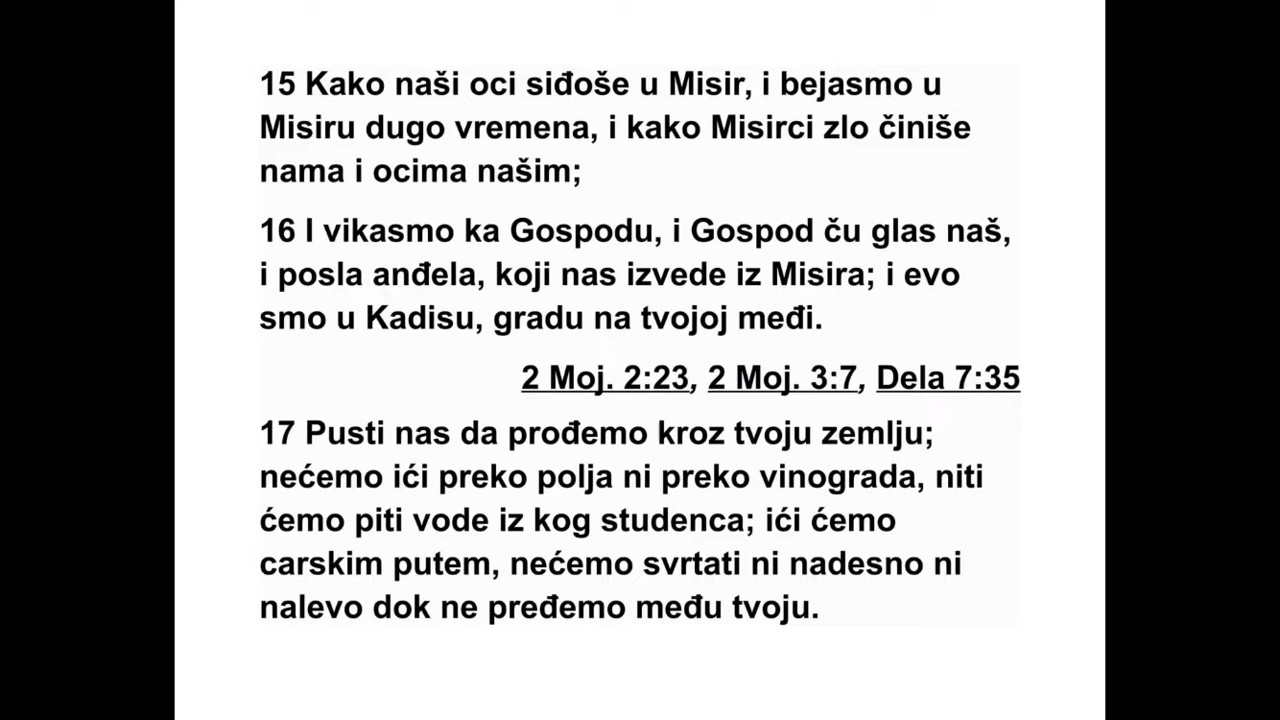 15 Kako naši oci siđoše u Misir, i bejasmo u
Misiru dugo vremena, i kako Misirci zlo činiše
nama i ocima našim;
16 I vikasmo ka Gospodu, i Gospod ču glas naš,
i posla anđela, koji nas izvede iz Misira; i evo
smo u Kadisu, gradu na tvojoj međi.
2 Moj. 2:23, 2 Moj. 3:7, Dela 7:35
17 Pusti nas da prođemo kroz tvoju zemlju;
nećemo ići preko polja ni preko vinograda, niti
ćemo piti vode iz kog studenca; ići ćemo
carskim putem, nećemo svrtati ni nadesno ni
nalevo dok ne pređemo među tvoju.